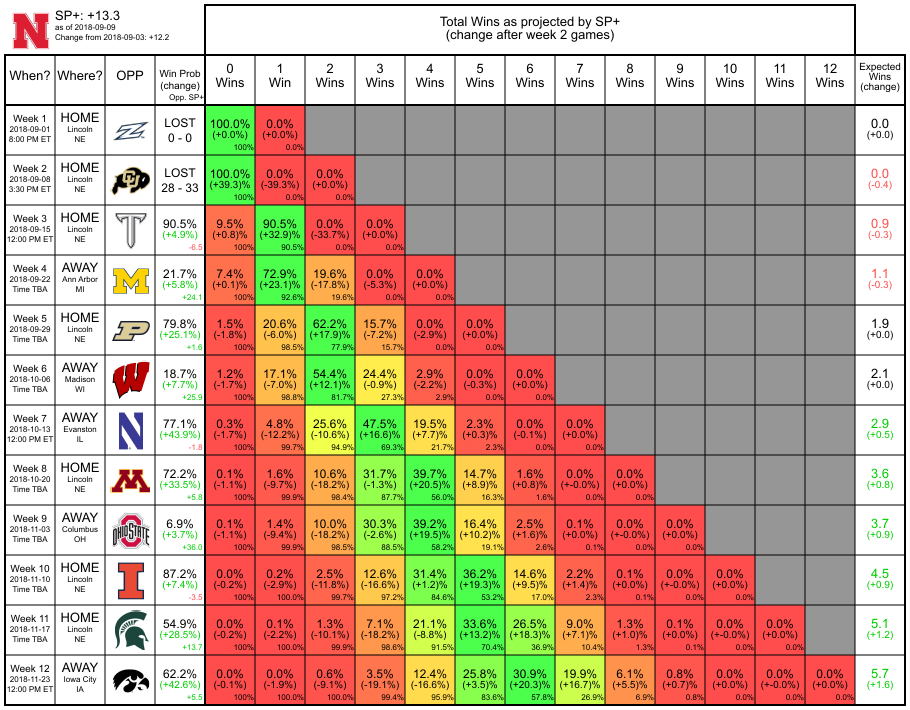 N
SP+: +13.3
as of 2018-09-09
Change from 2018-09-03: +12.2
Total Wins as projected by SP+
(change after week 2 games)
When? Where? OPP Win Prob (change) Opp. SP+ 0 Wins 1 Win 2 Wins 3 Wins 4 Wins 5 Wins 6 Wins 7 Wins 8 Wins 9 Wins 10 Wins 11 Wins 12 Wins Expected Wins (change)
Week 1 HOME LOST 100.0% 0.0% 0.0
2018-09-01 Lincoln Z 0 - 0 (+0.0%) (+0.0%) (+0.0)
8:00 PM ET NE 100% 0.0%
Week 2 HOME LOST 100.0% 0.0% 0.0% 0.0
2018-09-08 Lincoln CU 28 - 33 (+39.3)% (-39.3%) (+0.0%) (-0.4)
3:30 PM ET NE 100% 0.0% 0.0%
Week 3 HOME 90.5% 9.5% 90.5% 0.0% 0.0% 0.9
2018-09-15 Lincoln T (+4.9%) (+0.8)% (+32.9)% (-33.7%) (+0.0%) (-0.3)
12:00 PM ET NE -6.5 100% 90.5% 0.0% 0.0%
Week 4 AWAY 21.7% 7.4% 72.9% 19.6% 0.0% 0.0% 1.1
2018-09-22 Ann Arbor M (+5.8%) (+0.1)% (+23.1)% (-17.8%) (-5.3%) (+0.0%) (-0.3)
Time TBA MI +24.1 100% 92.6% 19.6% 0.0% 0.0%
Week 5 HOME 79.8% 1.5% 20.6% 62.2% 15.7% 0.0% 0.0% 1.9
2018-09-29 Lincoln P (+25.1%) (-1.8%) (-6.0%) (+17.9)% (-7.2%) (-2.9%) (+0.0%) (+0.0)
Time TBA NE +1.6 100% 98.5% 77.9% 15.7% 0.0% 0.0%
Week 6 AWAY 18.7% 1.2% 17.1% 54.4% 24.4% 2.9% 0.0% 0.0% 2.1
2018-10-06 Madison W (+7.7%) (-1.7%) (-7.0%) (+12.1)% (-0.9%) (-2.2%) (-0.3%) (+0.0%) (+0.0)
Time TBA WI +25.9 100% 98.8% 81.7% 27.3% 2.9% 0.0% 0.0%
Week 7 AWAY 77.1% 0.3% 4.8% 25.6% 47.5% 19.5% 2.3% 0.0% 0.0% 2.9
2018-10-13 Evanston N (+43.9%) (-1.7%) (-12.2%) (-10.6%) (+16.6)% (+7.7)% (+0.3)% (-0.1%) (+0.0%) (+0.5)
12:00 PM ET IL -1.8 100% 99.7% 94.9% 69.3% 21.7% 2.3% 0.0% 0.0%
Week 8 HOME 72.2% 0.1% 1.6% 10.6% 31.7% 39.7% 14.7% 1.6% 0.0% 0.0% 3.6
2018-10-20 Lincoln M (+33.5%) (-1.1%) (-9.7%) (-18.2%) (-1.3%) (+20.5)% (+8.9)% (+0.8)% (+-0.0%) (+0.0%) (+0.8)
Time TBA NE +5.8 100% 99.9% 98.4% 87.7% 56.0% 16.3% 1.6% 0.0% 0.0%
Week 9 AWAY 6.9% 0.1% 1.4% 10.0% 30.3% 39.2% 16.4% 2.5% 0.1% 0.0% 0.0% 3.7
2018-11-03 Columbus OHIO STATE (+3.7%) (-1.1%) (-9.4%) (-18.2%) (-2.6%) (+19.5)% (+10.2)% (+1.6)% (+0.0)% (+-0.0%) (+0.0%) (+0.9)
Time TBA OH +36.0 100% 99.9% 98.5% 88.5% 58.2% 19.1% 2.6% 0.1% 0.0% 0.0%
Week 10 HOME 87.2% 0.0% 0.2% 2.5% 12.6% 31.4% 36.2% 14.6% 2.2% 0.1% 0.0% 0.0% 4.5
2018-11-10 Lincoln I (+7.4%) (-0.2%) (-2.9%) (-11.8%) (-16.6%) (+1.2)% (+19.3)% (+9.5)% (+1.4)% (+0.0)% (+-0.0%) (+0.0%) (+0.9)
Time TBA NE -3.5 100% 100.0% 99.7% 97.2% 84.6% 53.2% 17.0% 2.3% 0.1% 0.0% 0.0%
Week 11 HOME 54.9% 0.0% 0.1% 1.3% 7.1% 21.1% 33.6% 26.5% 9.0% 1.3% 0.1% 0.0% 0.0% 5.1
2018-11-17 Lincoln (+28.5%) (-0.2%) (-2.2%) (-10.1%) (-18.2%) (-8.8%) (+13.2)% (+18.3)% (+7.1)% (+1.0)% (+0.0)% (+-0.0%) (+0.0%) (+1.2)
Time TBA NE +13.7 100% 100.0% 99.9% 98.6% 91.5% 70.4% 36.9% 10.4% 1.3% 0.1% 0.0% 0.0%
Week 12 AWAY 62.2% 0.0% 0.0% 0.6% 3.5% 12.4% 25.8% 30.9% 19.9% 6.1% 0.8% 0.0% 0.0% 0.0% 5.7
2018-11-23 Iowa City (+42.6%) (-0.1%) (-1.9%) (-9.1%) (-19.1%) (-16.6%) (+3.5)% (+20.3)% (+16.7)% (+5.5)% (+0.7)% (+0.0)% (+-0.0%) (+0.0%) (+1.6)
12:00 PM ET IA +5.5 100% 100.0% 100.0% 99.4% 95.9% 83.6% 57.8% 26.9% 6.9% 0.8% 0.0% 0.0% 0.0%